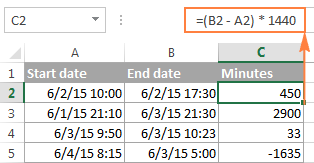 C2 =(B2 - A2) * 1440
A B C
1 Start date End date Minutes
2 6/2/15 10:00 6/2/15 17:30 450
3 6/1/15 21:10 6/3/15 21:30 2900
4 6/3/15 9:50 6/3/15 10:23 33
5 6/4/15 8:15 6/3/15 5:00 -1635